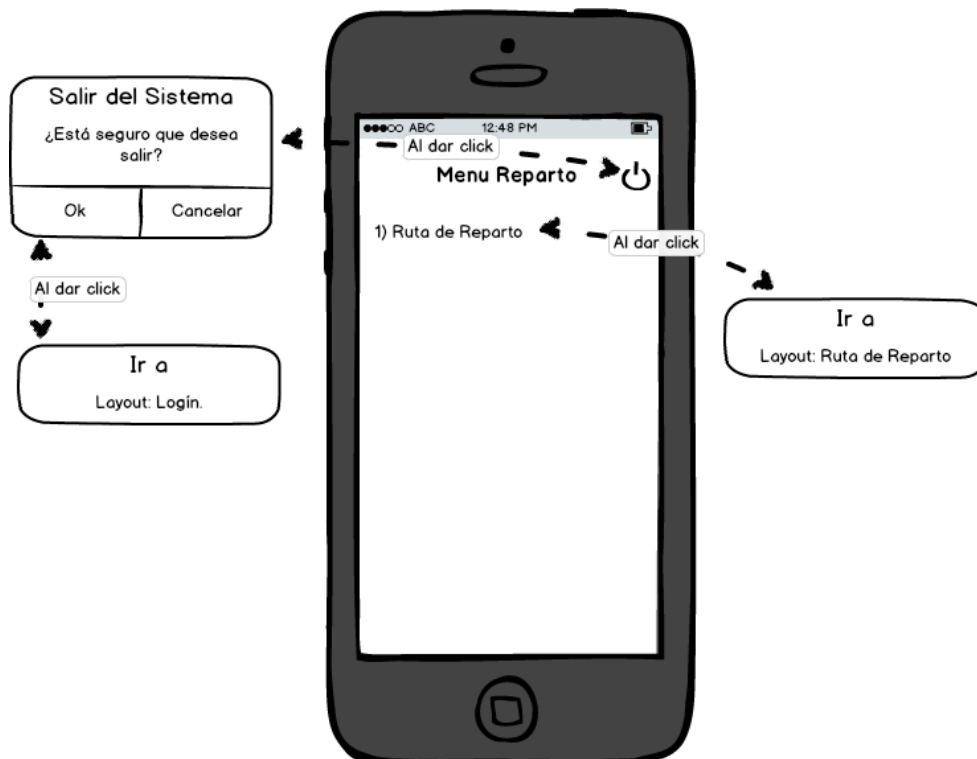 Salir del Sistema
¿Está seguro que desea
salir?
Ok
Cancelar
Al dar click
Ir a
Layout: Logín.
ABC
12:48 PM
Al dar click
Menu Reparto
1) Ruta de Reparto
Al dar click
Ir a
Layout: Ruta de Reparto